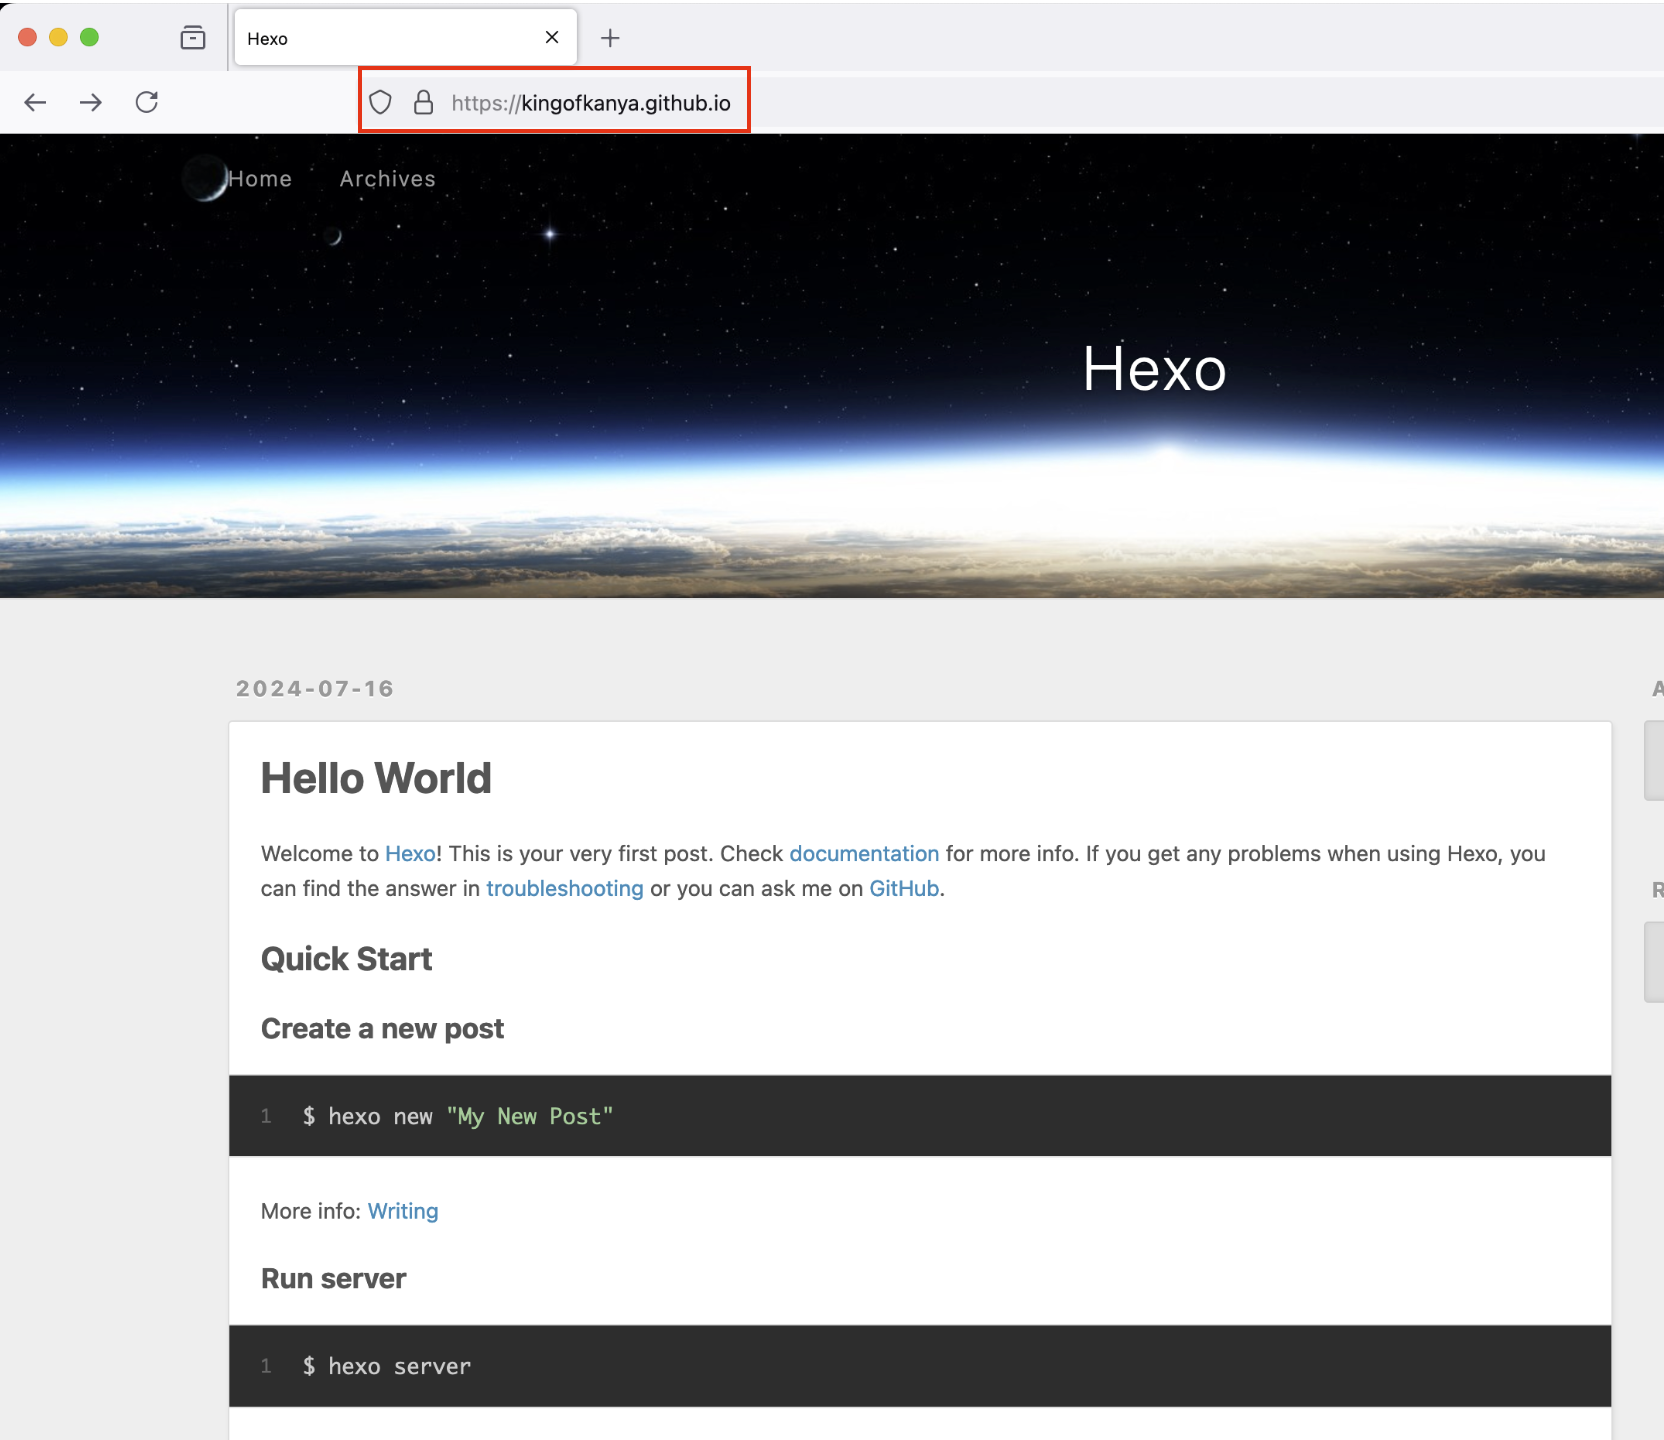 Hexo
https://kingofkanya.github.io
Home Archives
Hexo
2024-07-16
A
Hello World
Welcome to Hexo! This is your very first post. Check documentation for more info. If you get any problems when using Hexo, you
can find the answer in troubleshooting or you can ask me on GitHub.
R
Quick Start
Create a new post
1 $ hexo new "My New Post"
More info: Writing
Run server
1 $ hexo server